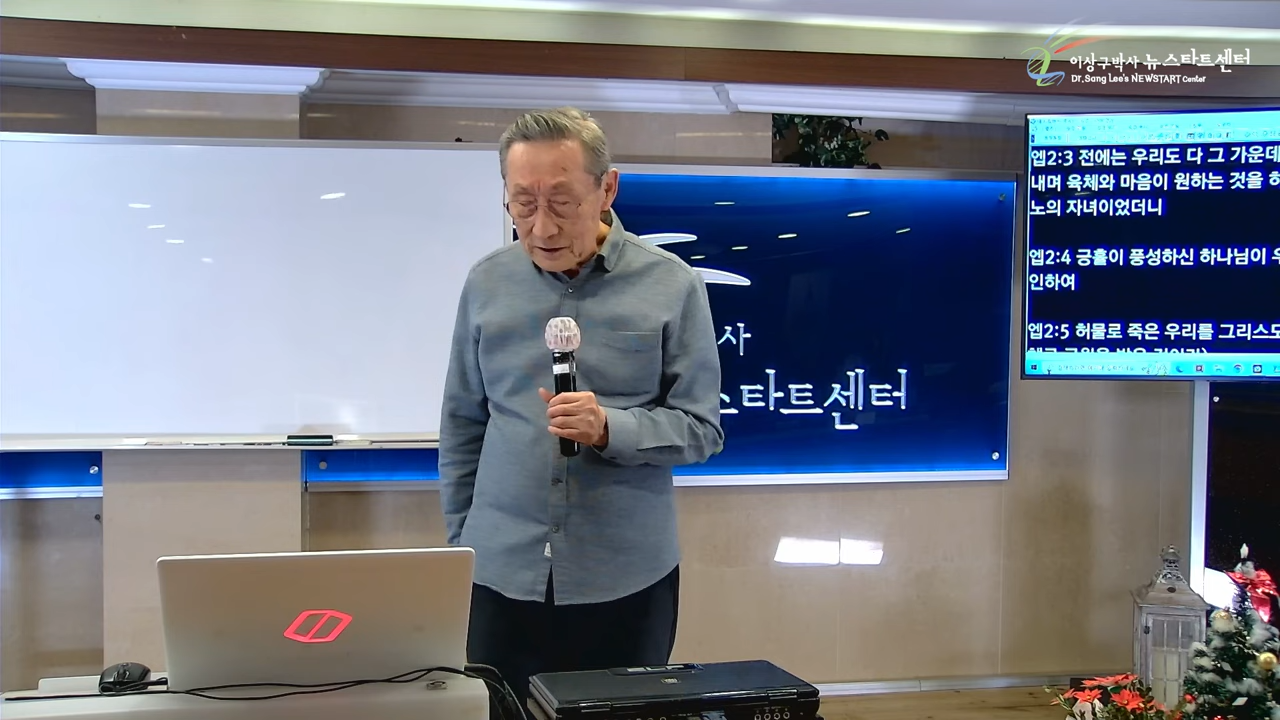 이상구박사 뉴스타트센터
Dr. Sang Lee's NEWSTART Center
엡2:3 전에는 우리도 다 그 가운데
내며 육체와 마음이 원하는 것을 하
노의 자녀이었더니
엡2:4 긍휼이 풍성하신 하나님이 우
인하여
엡2:5 허물로 죽은 우리를 그리스도
사
스타트센터